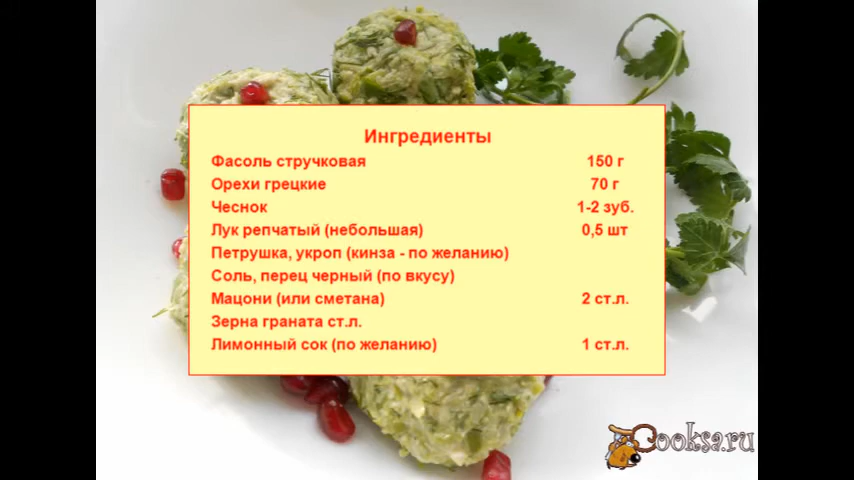 Ингредиенты
Фасоль стручковая 150 г
Орехи грецкие 70 г
Чеснок 1-2 зуб.
Лук репчатый (небольшая) 0,5 шт
Петрушка, укроп (кинза - по желанию)
Соль, перец черный (по вкусу)
Мацони (или сметана) 2 ст.л.
Зерна граната ст.л.
Лимонный сок (по желанию) 1 ст.л.
Cooksa.ru